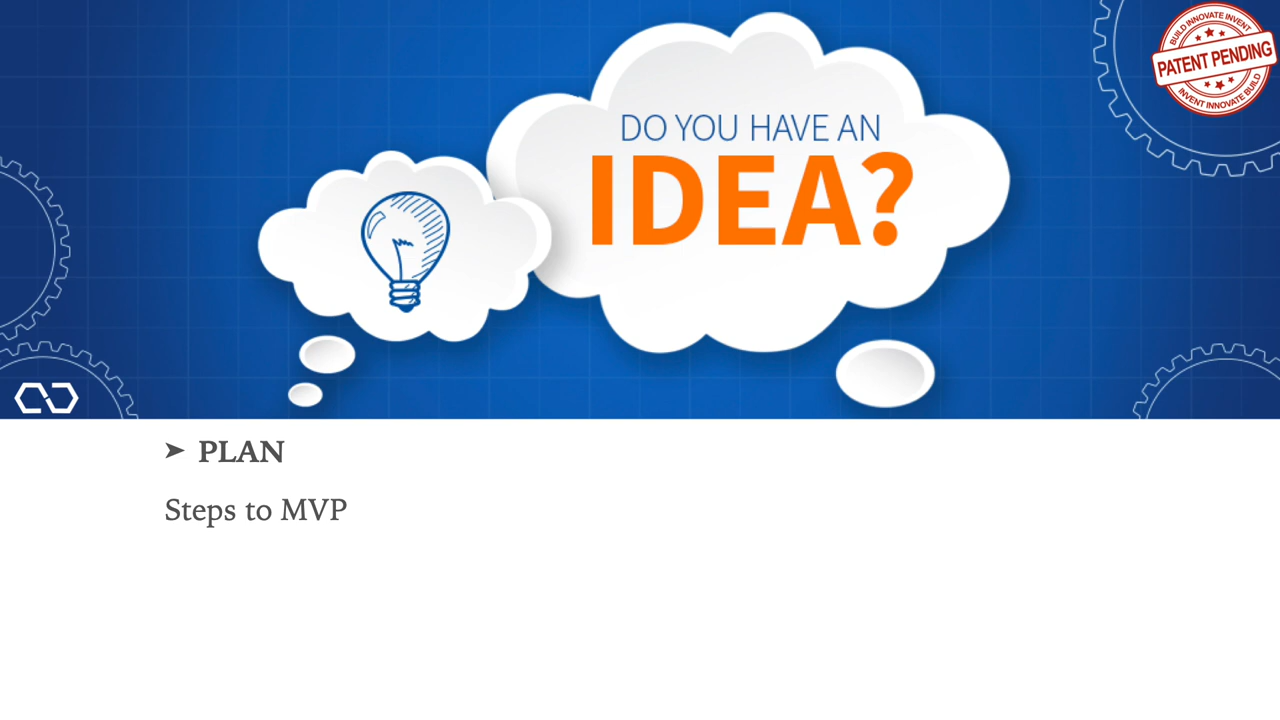 BUILD INNOVATE INVENT
PATENT PENDING
INVENT INNOVATE BUILD
DO YOU HAVE AN
IDEA?
➤ PLAN
Steps to MVP